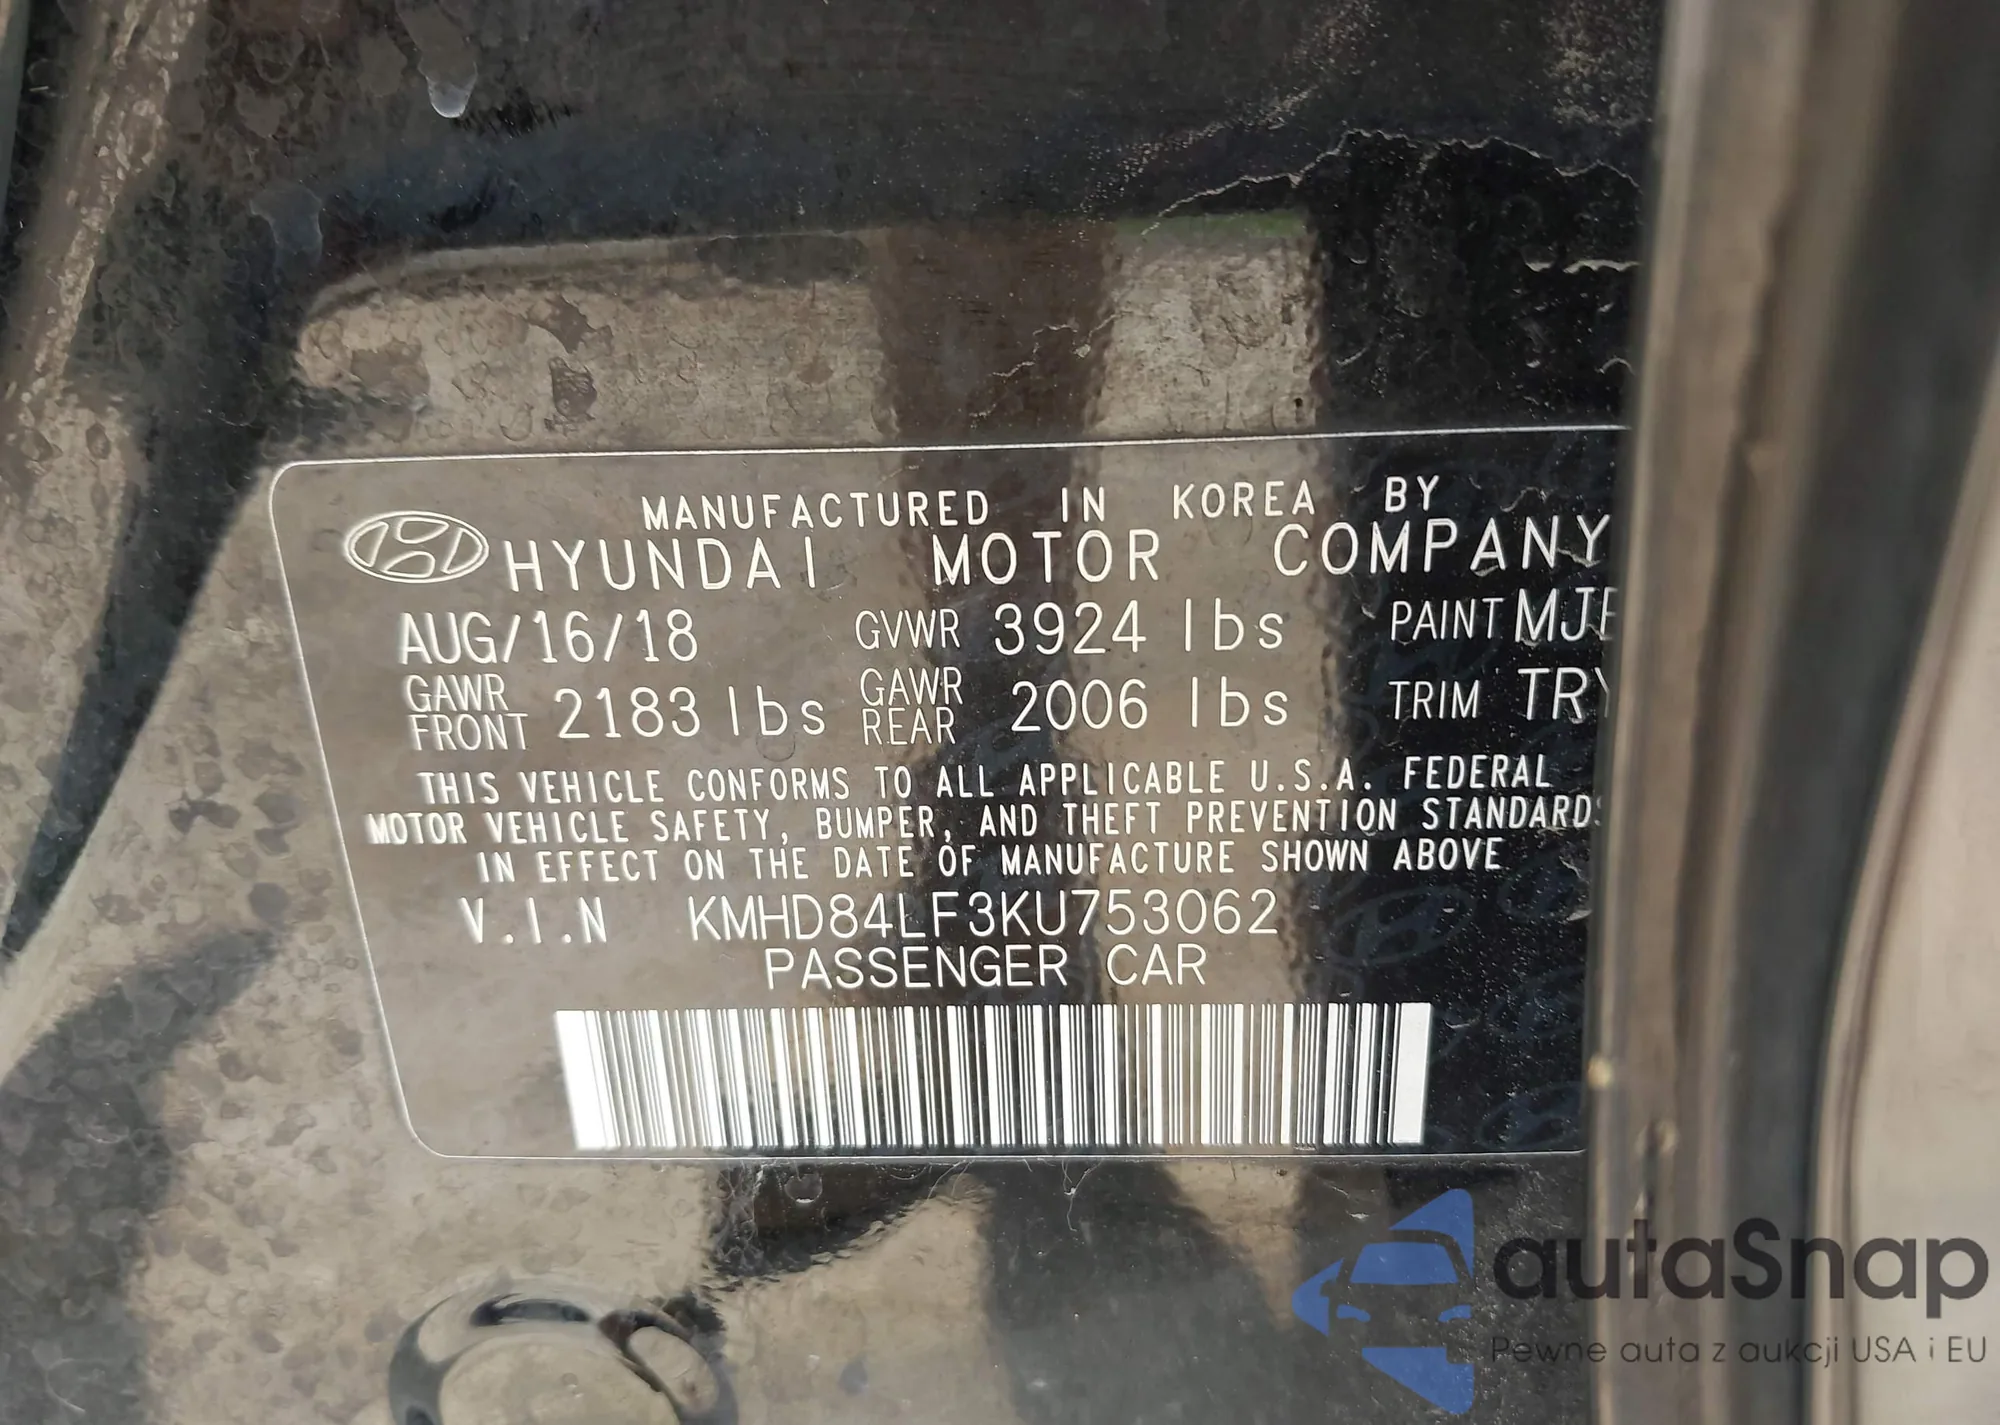 MANUFACTURED IN KOREA BY
HYUNDAI MOTOR COMPANY
AUG/16/18 GVWR 3924 lbs PAINT
GAWR FRONT 2183 lbs GAWR REAR 2006 lbs TRIM
THIS VEHICLE CONFORMS TO ALL APPLICABLE U.S.A. FEDERAL
MOTOR VEHICLE SAFETY, BUMPER, AND THEFT PREVENTION STANDARDS
IN EFFECT ON THE DATE OF MANUFACTURE SHOWN ABOVE
V.I.N KMHD84LF3KU753062
PASSENGER CAR
autaSnap
Pewne auta z aukcji USA i EU